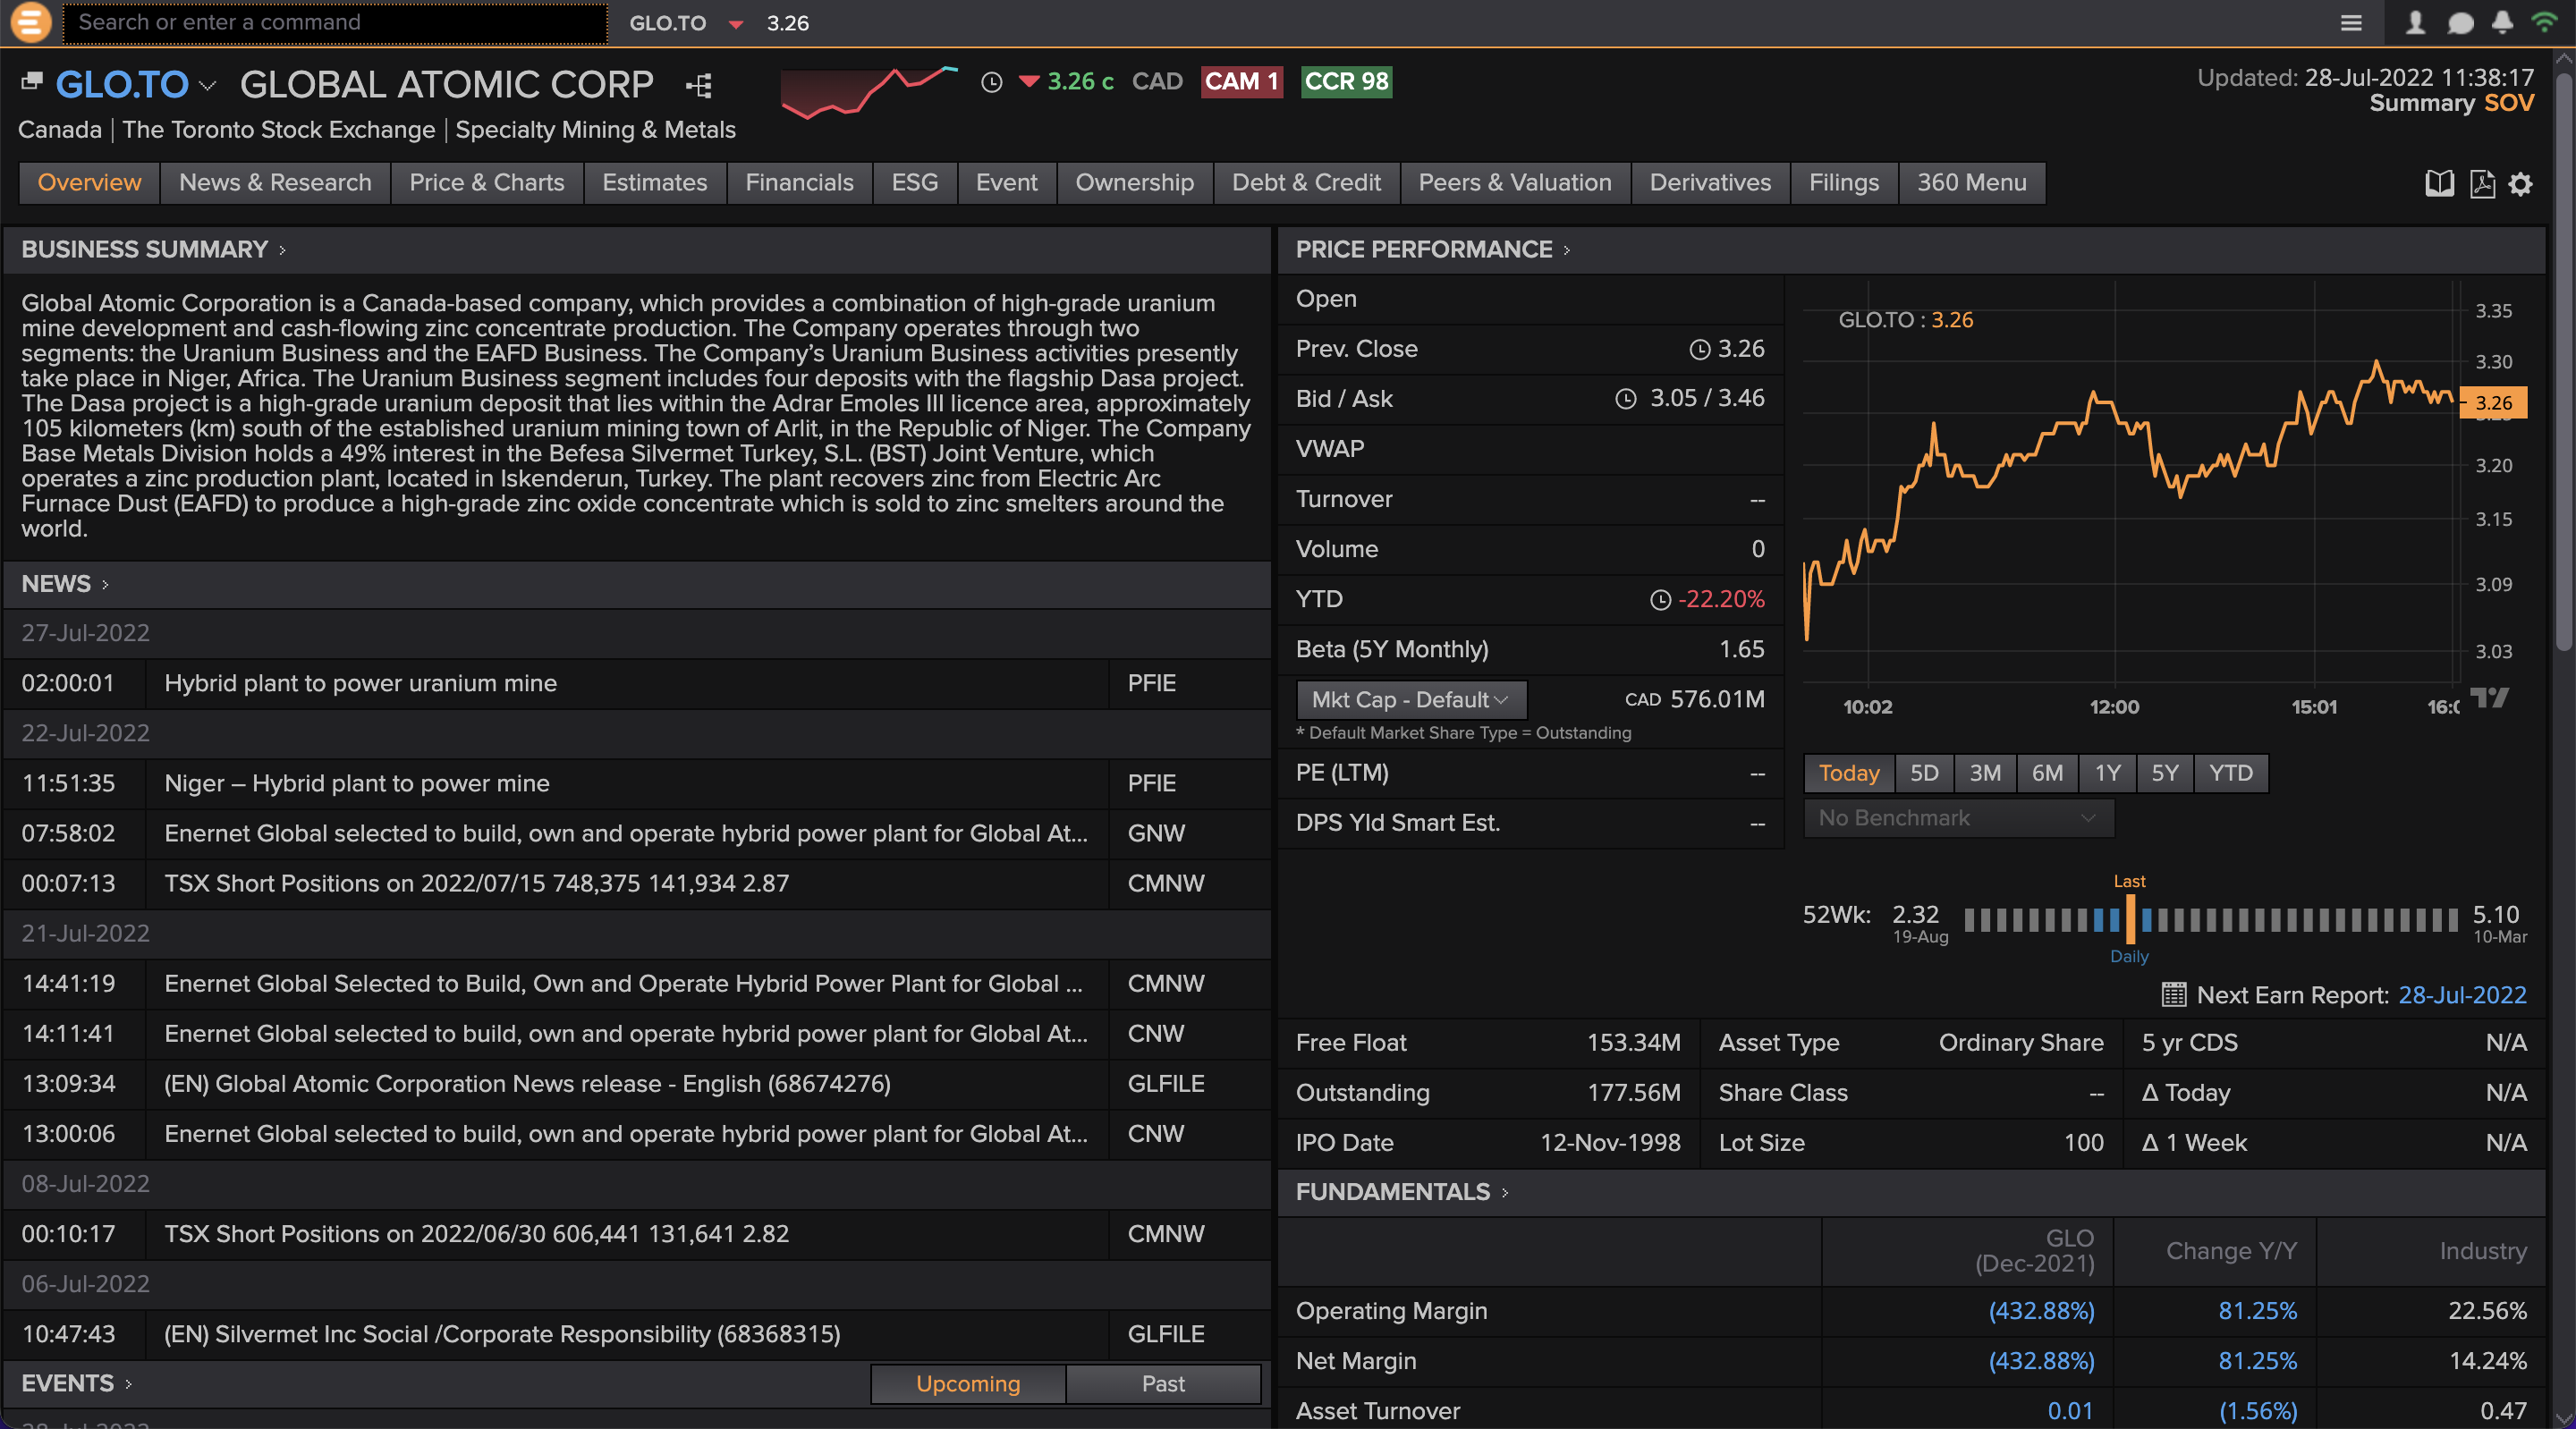 Search or enter a command
GLO.TO 3.26
GLO.TO GLOBAL ATOMIC CORP
3.26 c CAD CAM 1 CCR 98
Updated: 28-Jul-2022 11:38:17
Summary SOV
Canada | The Toronto Stock Exchange | Specialty Mining & Metals
Overview News & Research Price & Charts Estimates Financials ESG Event Ownership Debt & Credit Peers & Valuation Derivatives Filings 360 Menu
BUSINESS SUMMARY
Global Atomic Corporation is a Canada-based company, which provides a combination of high-grade uranium
mine development and cash-flowing zinc concentrate production. The Company operates through two
segments: the Uranium Business and the EAFD Business. The Company’s Uranium Business activities presently
take place in Niger, Africa. The Uranium Business segment includes four deposits with the flagship Dasa project.
The Dasa project is a high-grade uranium deposit that lies within the Adrar Emoles III licence area, approximately
105 kilometers (km) south of the established uranium mining town of Arlit, in the Republic of Niger. The Company
Base Metals Division holds a 49% interest in the Befesa Silvermet Turkey, S.L. (BST) Joint Venture, which
operates a zinc production plant, located in Iskenderun, Turkey. The plant recovers zinc from Electric Arc
Furnace Dust (EAFD) to produce a high-grade zinc oxide concentrate which is sold to zinc smelters around the
world.
NEWS
27-Jul-2022
02:00:01 Hybrid plant to power uranium mine PFIE
22-Jul-2022
11:51:35 Niger – Hybrid plant to power mine PFIE
07:58:02 Enernet Global selected to build, own and operate hybrid power plant for Global At... GNW
00:07:13 TSX Short Positions on 2022/07/15 748,375 141,934 2.87 CMNW
21-Jul-2022
14:41:19 Enernet Global Selected to Build, Own and Operate Hybrid Power Plant for Global ... CMNW
14:11:41 Enernet Global selected to build, own and operate hybrid power plant for Global At... CNW
13:09:34 (EN) Global Atomic Corporation News release - English (68674276) GLFILE
13:00:06 Enernet Global selected to build, own and operate hybrid power plant for Global At... CNW
08-Jul-2022
00:10:17 TSX Short Positions on 2022/06/30 606,441 131,641 2.82 CMNW
06-Jul-2022
10:47:43 (EN) Silvermet Inc Social /Corporate Responsibility (68368315) GLFILE
EVENTS Upcoming Past
PRICE PERFORMANCE
Open
Prev. Close 3.26
Bid / Ask 3.05 / 3.46
VWAP
Turnover --
Volume 0
YTD -22.20%
Beta (5Y Monthly) 1.65
Mkt Cap - Default CAD 576.01M
* Default Market Share Type = Outstanding
PE (LTM) --
DPS Yld Smart Est. --
GLO.TO : 3.26
3.35
3.30
3.26
3.20
3.15
3.09
3.03
10:02 12:00 15:01
Today 5D 3M 6M 1Y 5Y YTD
No Benchmark
Last
52Wk: 2.32 5.10
19-Aug 10-Mar
Daily
Next Earn Report: 28-Jul-2022
Free Float 153.34M Asset Type Ordinary Share 5 yr CDS N/A
Outstanding 177.56M Share Class -- Δ Today N/A
IPO Date 12-Nov-1998 Lot Size 100 Δ 1 Week N/A
FUNDAMENTALS
GLO
(Dec-2021) Change Y/Y Industry
Operating Margin (432.88%) 81.25% 22.56%
Net Margin (432.88%) 81.25% 14.24%
Asset Turnover 0.01 (1.56%) 0.47